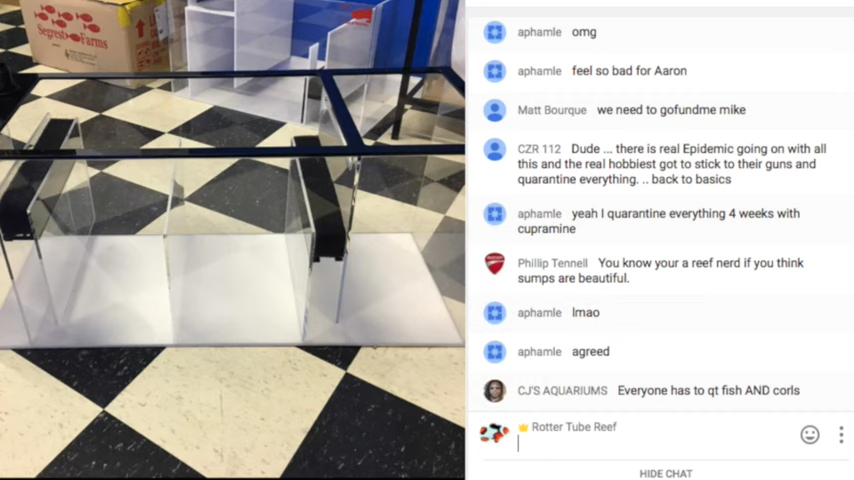 Segrest Farms
aphamle omg
aphamle feel so bad for Aaron
Matt Bourque we need to gofundme mike
CZR 112 Dude ... there is real Epidemic going on with all
this and the real hobbiest got to stick to their guns and
quarantine everything. .. back to basics
aphamle yeah I quarantine everything 4 weeks with
cupramine
Phillip Tennell You know your a reef nerd if you think
sumps are beautiful.
aphamle lmao
aphamle agreed
CJ'S AQUARIUMS Everyone has to qt fish AND corls
Rotter Tube Reef
HIDE CHAT